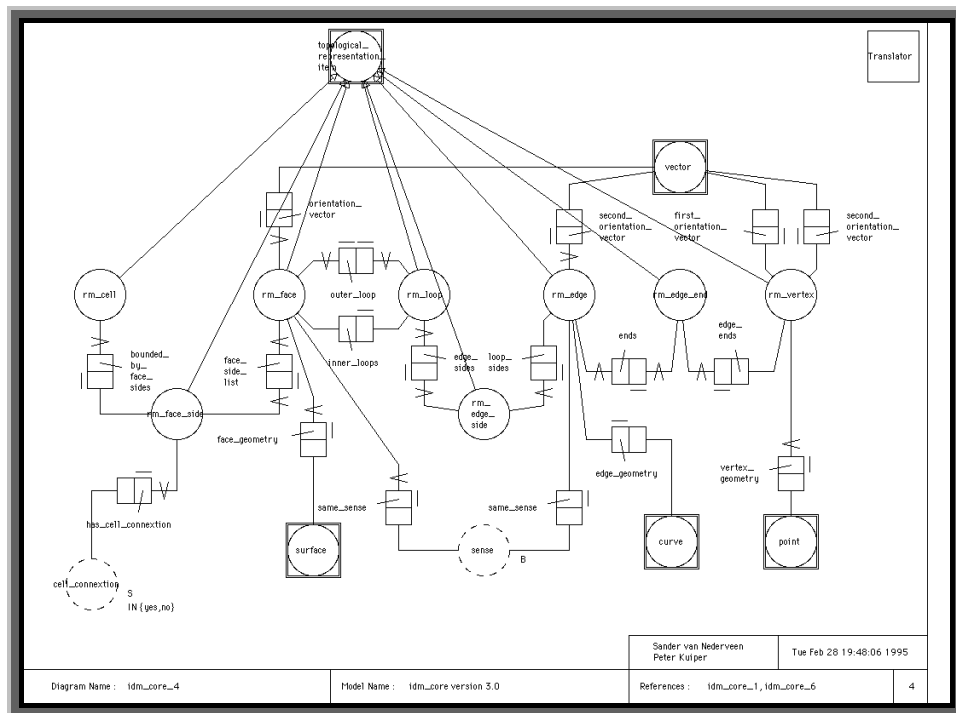 topological_
representation_
item
Translator
vector
orientation_
vector
second_
orientation_
vector
first_
orientation_
vector
second_
orientation_
vector
rm_cell
rm_face
outer_loop
rm_loop
rm_edge
rm_edge_end
rm_vertex
inner_loops
ends
edge_
ends
bounded_
by_
face_
sides
face_
side_
list
edge_
sides
loop_
sides
rm_face_side
rm_
edge_
side
face_geometry
edge_geometry
vertex_
geometry
has_cell_connextion
same_sense
same_sense
surface
sense
B
curve
point
cell_connextion
S
IN {yes,no}
Sander van Nederveen
Peter Kuiper
Tue Feb 28 19:48:06 1995
Diagram Name : idm_core_4
Model Name : idm_core version 3.0
References : idm_core_1, idm_core_6
4